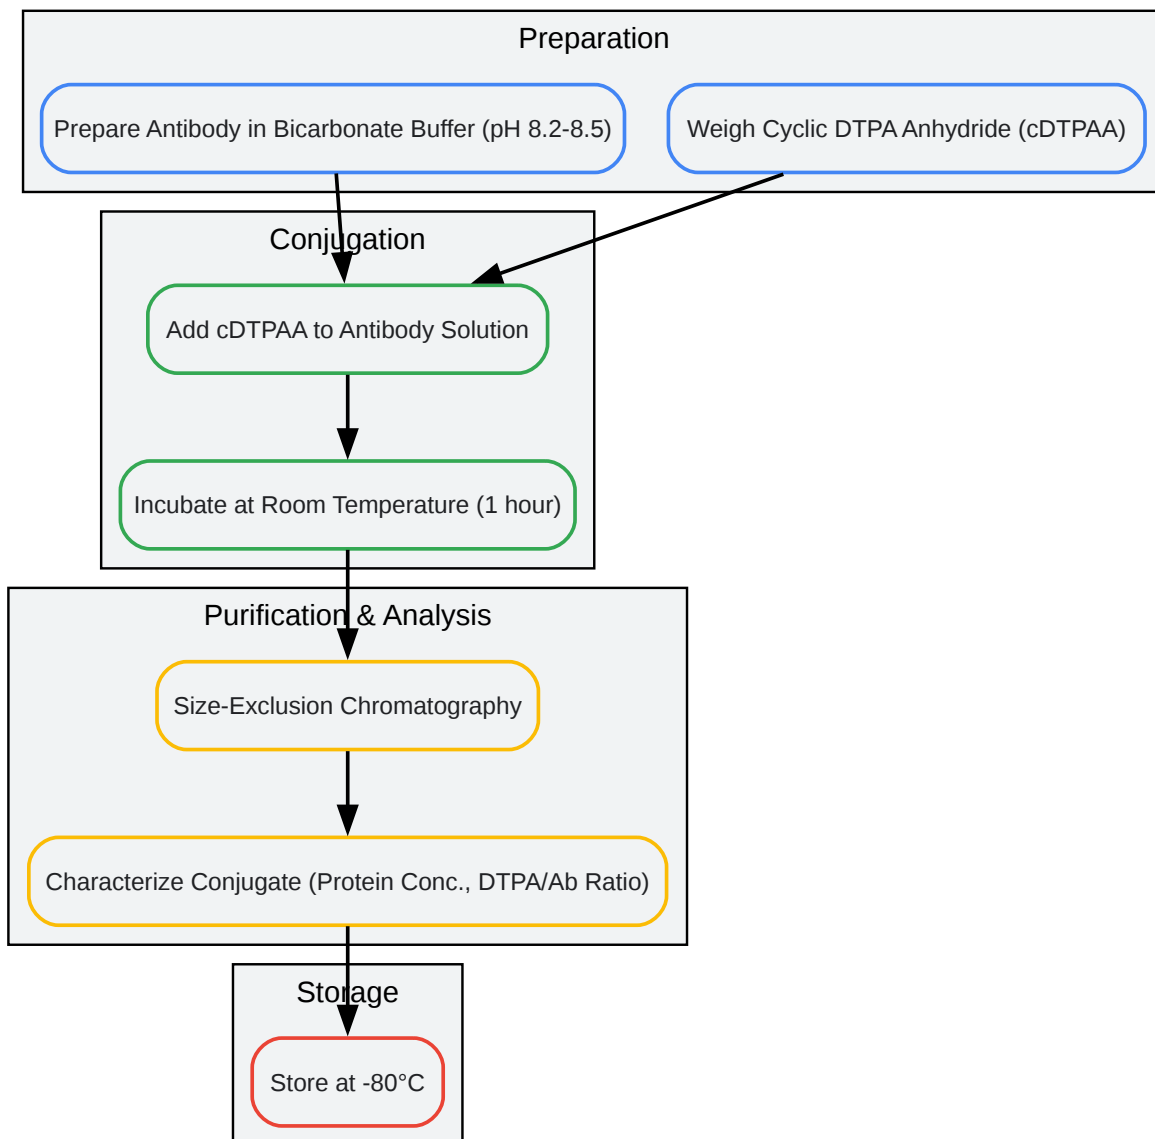 Preparation
Prepare Antibody in Bicarbonate Buffer (pH 8.2-8.5)
Weigh Cyclic DTPA Anhydride (cDTPAA)
Conjugation
Add cDTPAA to Antibody Solution
Incubate at Room Temperature (1 hour)
Purification & Analysis
Size-Exclusion Chromatography
Characterize Conjugate (Protein Conc., DTPA/Ab Ratio)
Storage
Store at -80°C